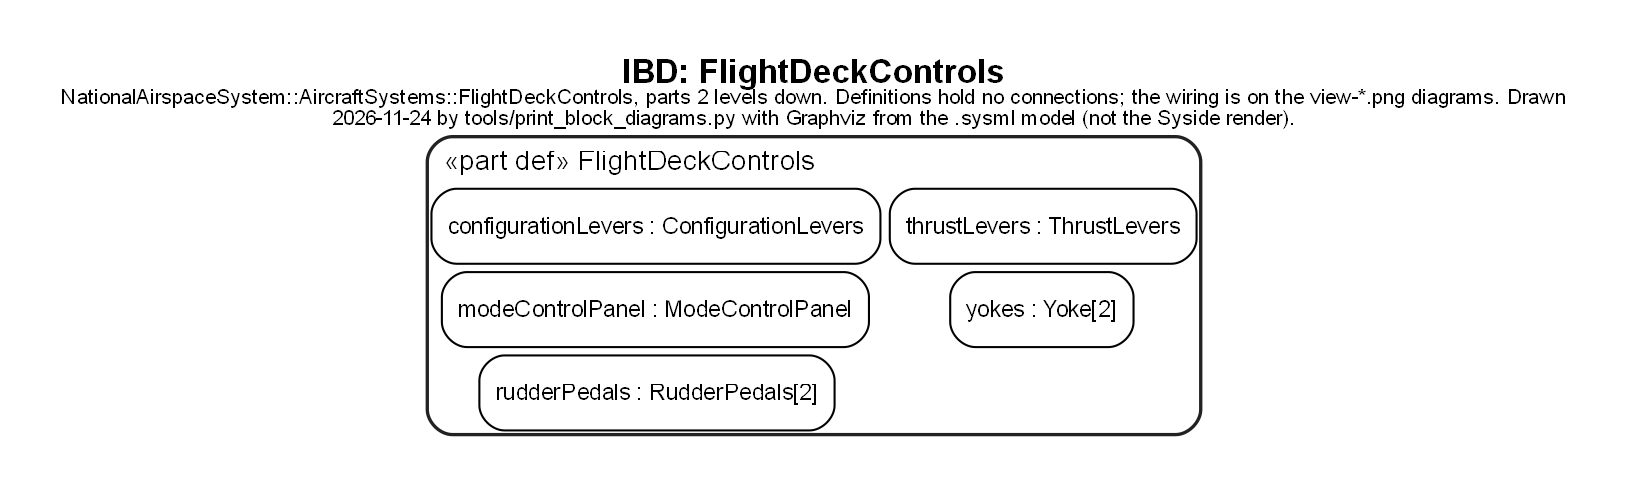 IBD: FlightDeckControls
NationalAirspaceSystem::AircraftSystems::FlightDeckControls, parts 2 levels down. Definitions hold no connections; the wiring is on the view-*.png diagrams. Drawn
2026-11-24 by tools/print_block_diagrams.py with Graphviz from the .sysml model (not the Syside render).
«part def» FlightDeckControls
configurationLevers : ConfigurationLevers
thrustLevers : ThrustLevers
modeControlPanel : ModeControlPanel
yokes : Yoke[2]
rudderPedals : RudderPedals[2]